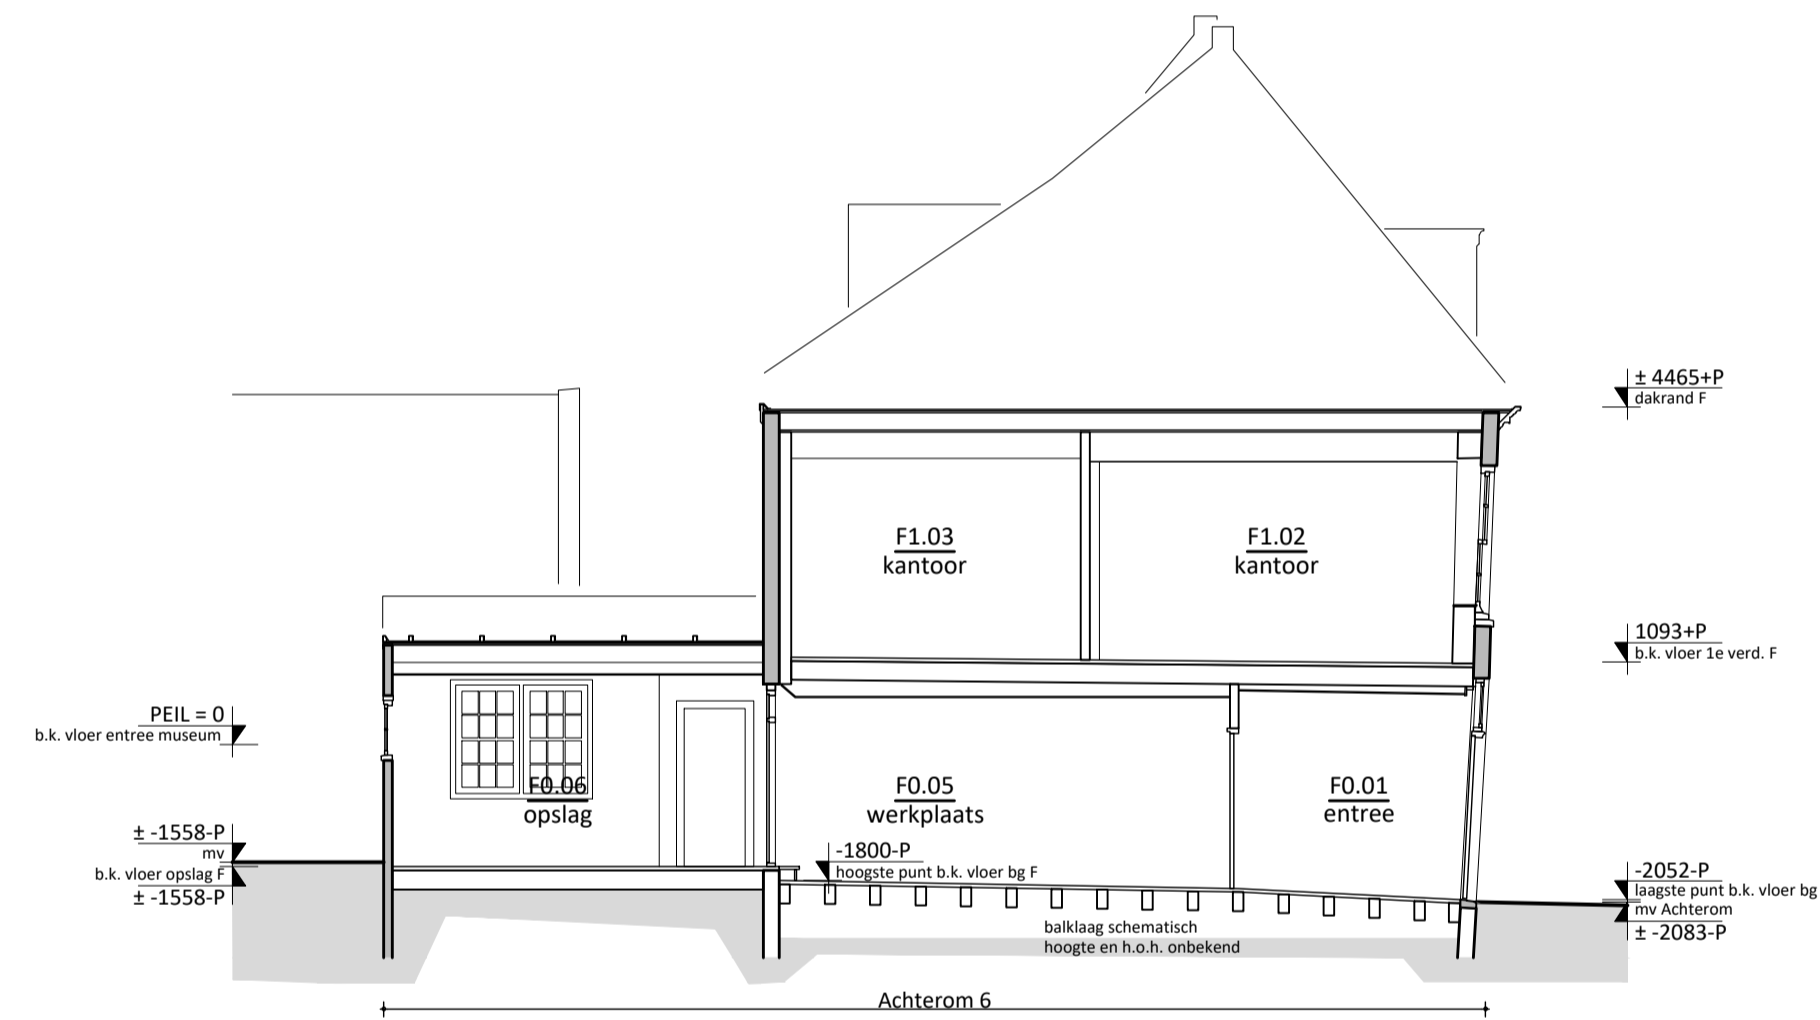 ± 4465+P
dakrand F
F1.03
kantoor
F1.02
kantoor
1093+P
b.k. vloer 1e verd. F
PEIL = 0
b.k. vloer entree museum
F0.06
opslag
F0.05
werkplaats
F0.01
entree
± -1558-P
mv
b.k. vloer opslag F
± -1558-P
-1800-P
hoogste punt b.k. vloer bg F
-2052-P
laagste punt b.k. vloer bg
mv Achterom
± -2083-P
balklaag schematisch
hoogte en h.o.h. onbekend
Achterom 6